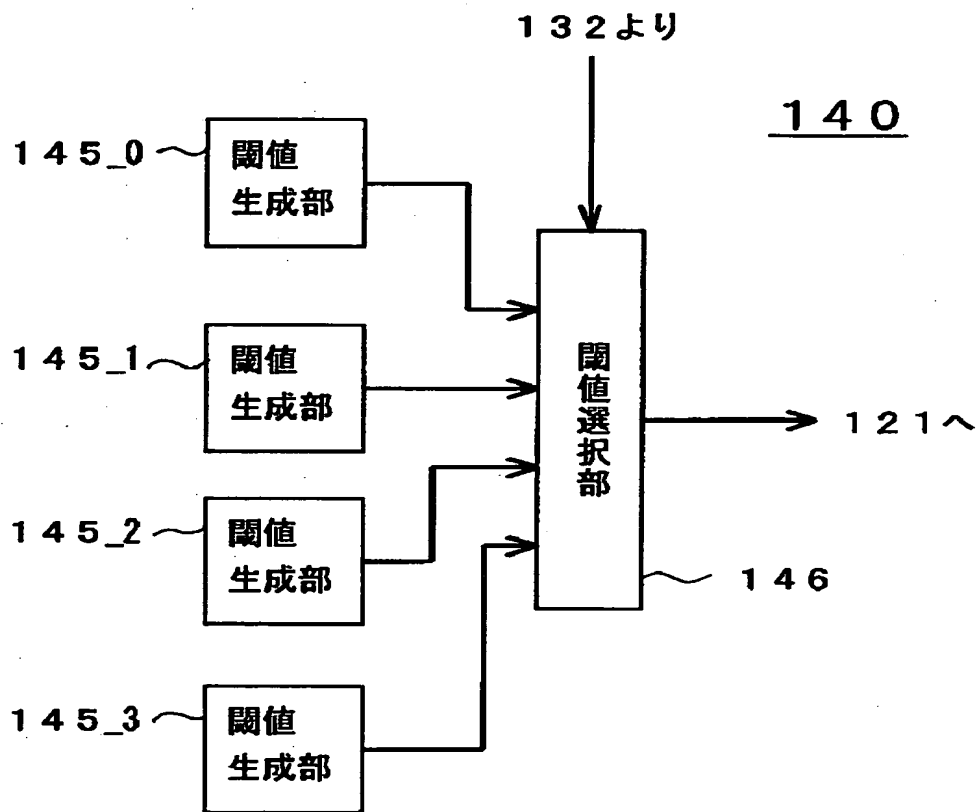 132より
140
145_0
閾値
生成部
145_1
閾値
生成部
閾値選択部
121へ
145_2
閾値
生成部
146
145_3
閾値
生成部